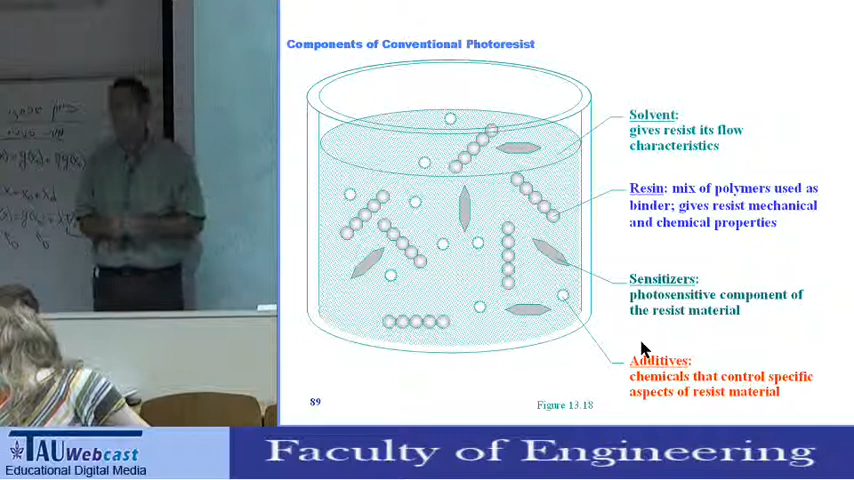 Components of Conventional Photoresist
Solvent:
gives resist its flow
characteristics
Resin: mix of polymers used as
binder; gives resist mechanical
and chemical properties
Sensitizers:
photosensitive component of
the resist material
Additives:
chemicals that control specific
aspects of resist material
89
Figure 13.18
TAU Webcast
Educational Digital Media
Faculty of Engineering